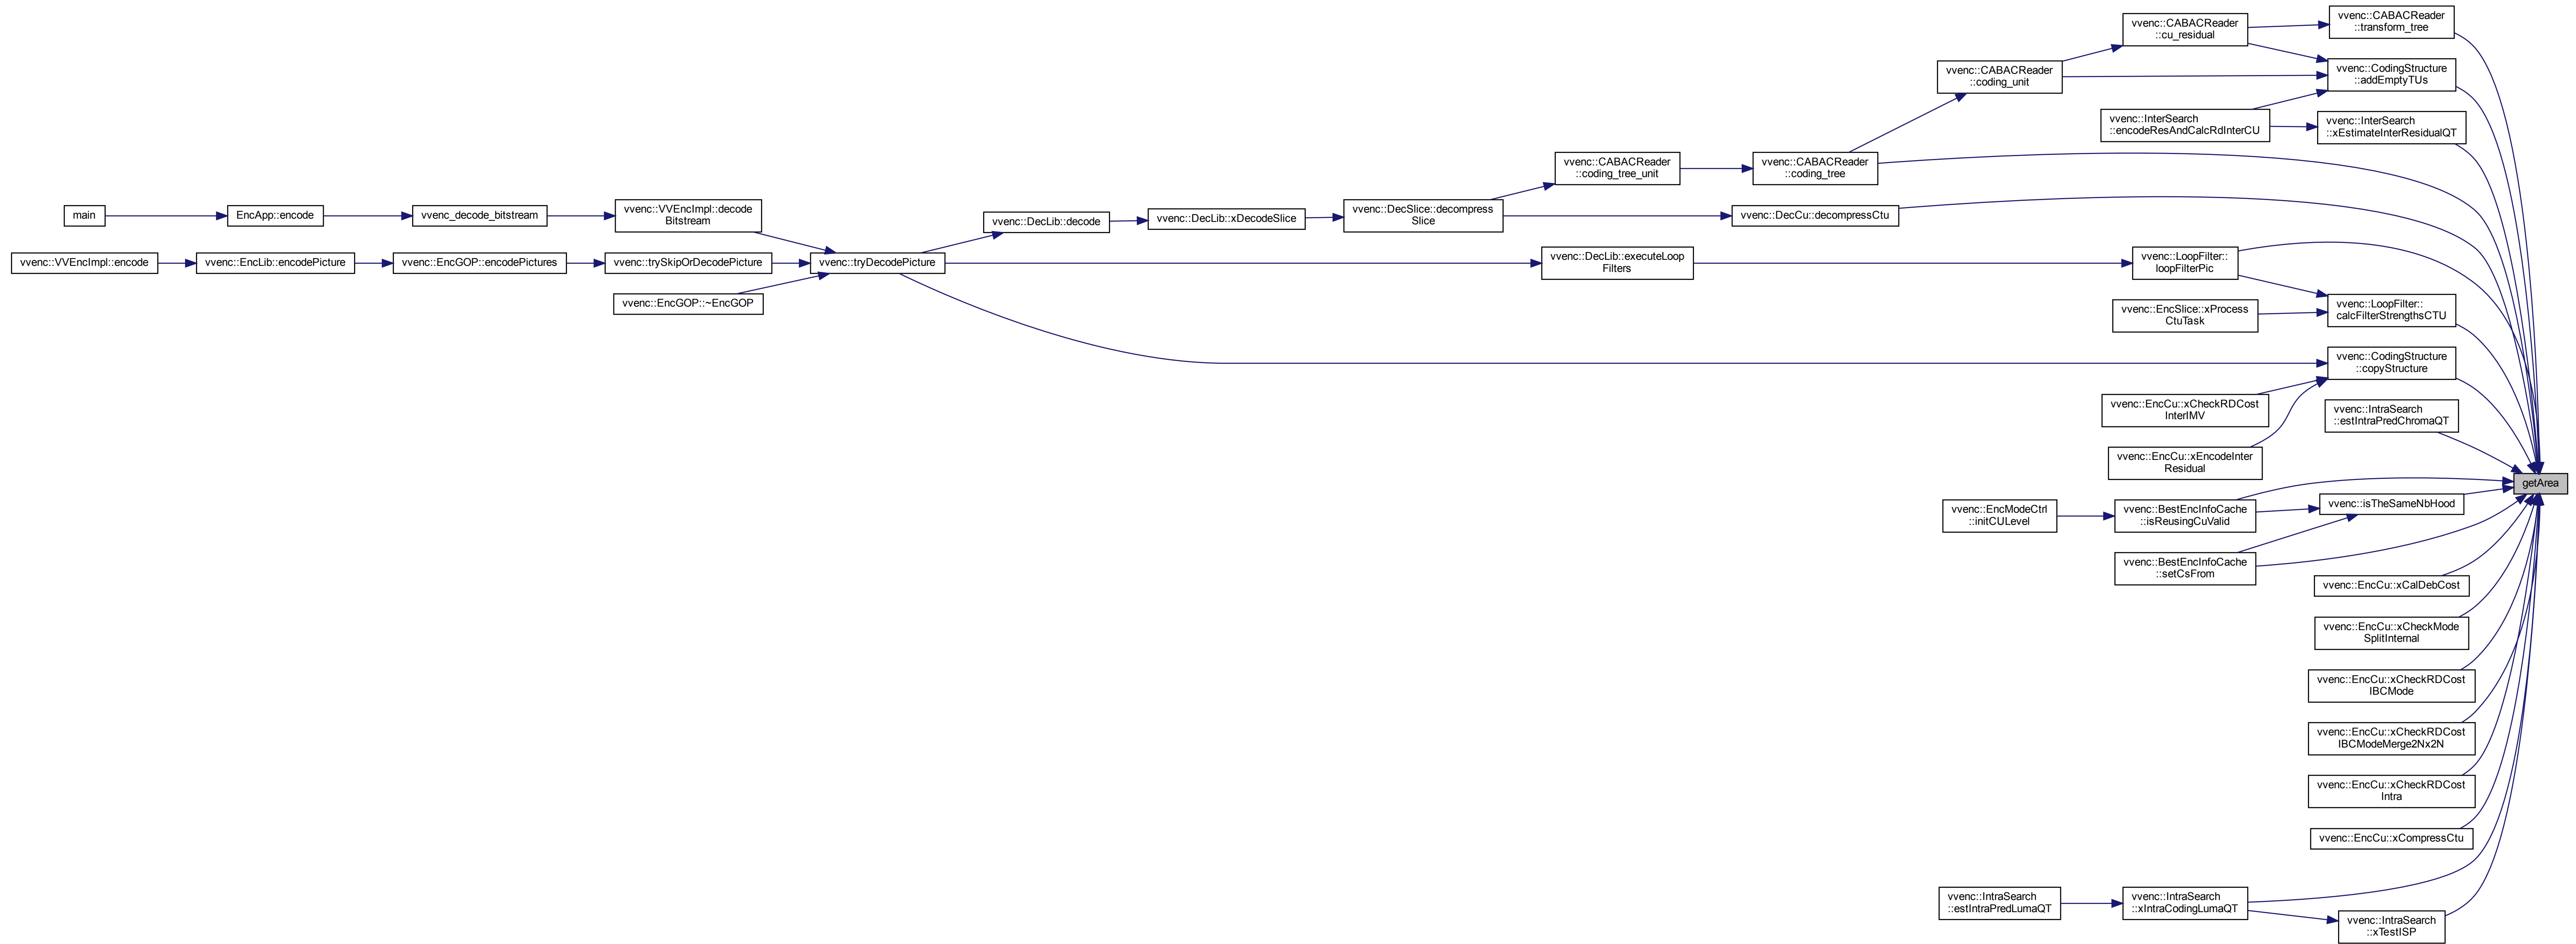 vvenc::CABACReader
::transform_tree
vvenc::CABACReader
::cu_residual
vvenc::CodingStructure
::addEmptyTUs
vvenc::CABACReader
::coding_unit
vvenc::InterSearch
::encodeResAndCalcRdInterCU
vvenc::InterSearch
::xEstimateInterResidualQT
vvenc::CABACReader
::coding_tree_unit
vvenc::CABACReader
::coding_tree
main
EncApp::encode
vvenc_decode_bitstream
vvenc::VVEncImpl::decode
Bitstream
vvenc::DecLib::decode
vvenc::DecLib::xDecodeSlice
vvenc::DecSlice::decompress
Slice
vvenc::DecCu::decompressCtu
vvenc::VVEncImpl::encode
vvenc::EncLib::encodePicture
vvenc::EncGOP::encodePictures
vvenc::trySkipOrDecodePicture
vvenc::tryDecodePicture
vvenc::DecLib::executeLoop
Filters
vvenc::LoopFilter::
loopFilterPic
vvenc::EncGOP::~EncGOP
vvenc::EncSlice::xProcess
CtuTask
vvenc::LoopFilter::
calcFilterStrengthsCTU
vvenc::CodingStructure
::copyStructure
vvenc::EncCu::xCheckRDCost
InterIMV
vvenc::IntraSearch
::estIntraPredChromaQT
vvenc::EncCu::xEncodeInter
Residual
getArea
vvenc::EncModeCtrl
::initCULevel
vvenc::BestEncInfoCache
::isReusingCuValid
vvenc::isTheSameNbHood
vvenc::BestEncInfoCache
::setCsFrom
vvenc::EncCu::xCalDebCost
vvenc::EncCu::xCheckMode
SplitInternal
vvenc::EncCu::xCheckRDCost
IBCMode
vvenc::EncCu::xCheckRDCost
IBCModeMerge2Nx2N
vvenc::EncCu::xCheckRDCost
Intra
vvenc::EncCu::xCompressCtu
vvenc::IntraSearch
::estIntraPredLumaQT
vvenc::IntraSearch
::xIntraCodingLumaQT
vvenc::IntraSearch
::xTestISP